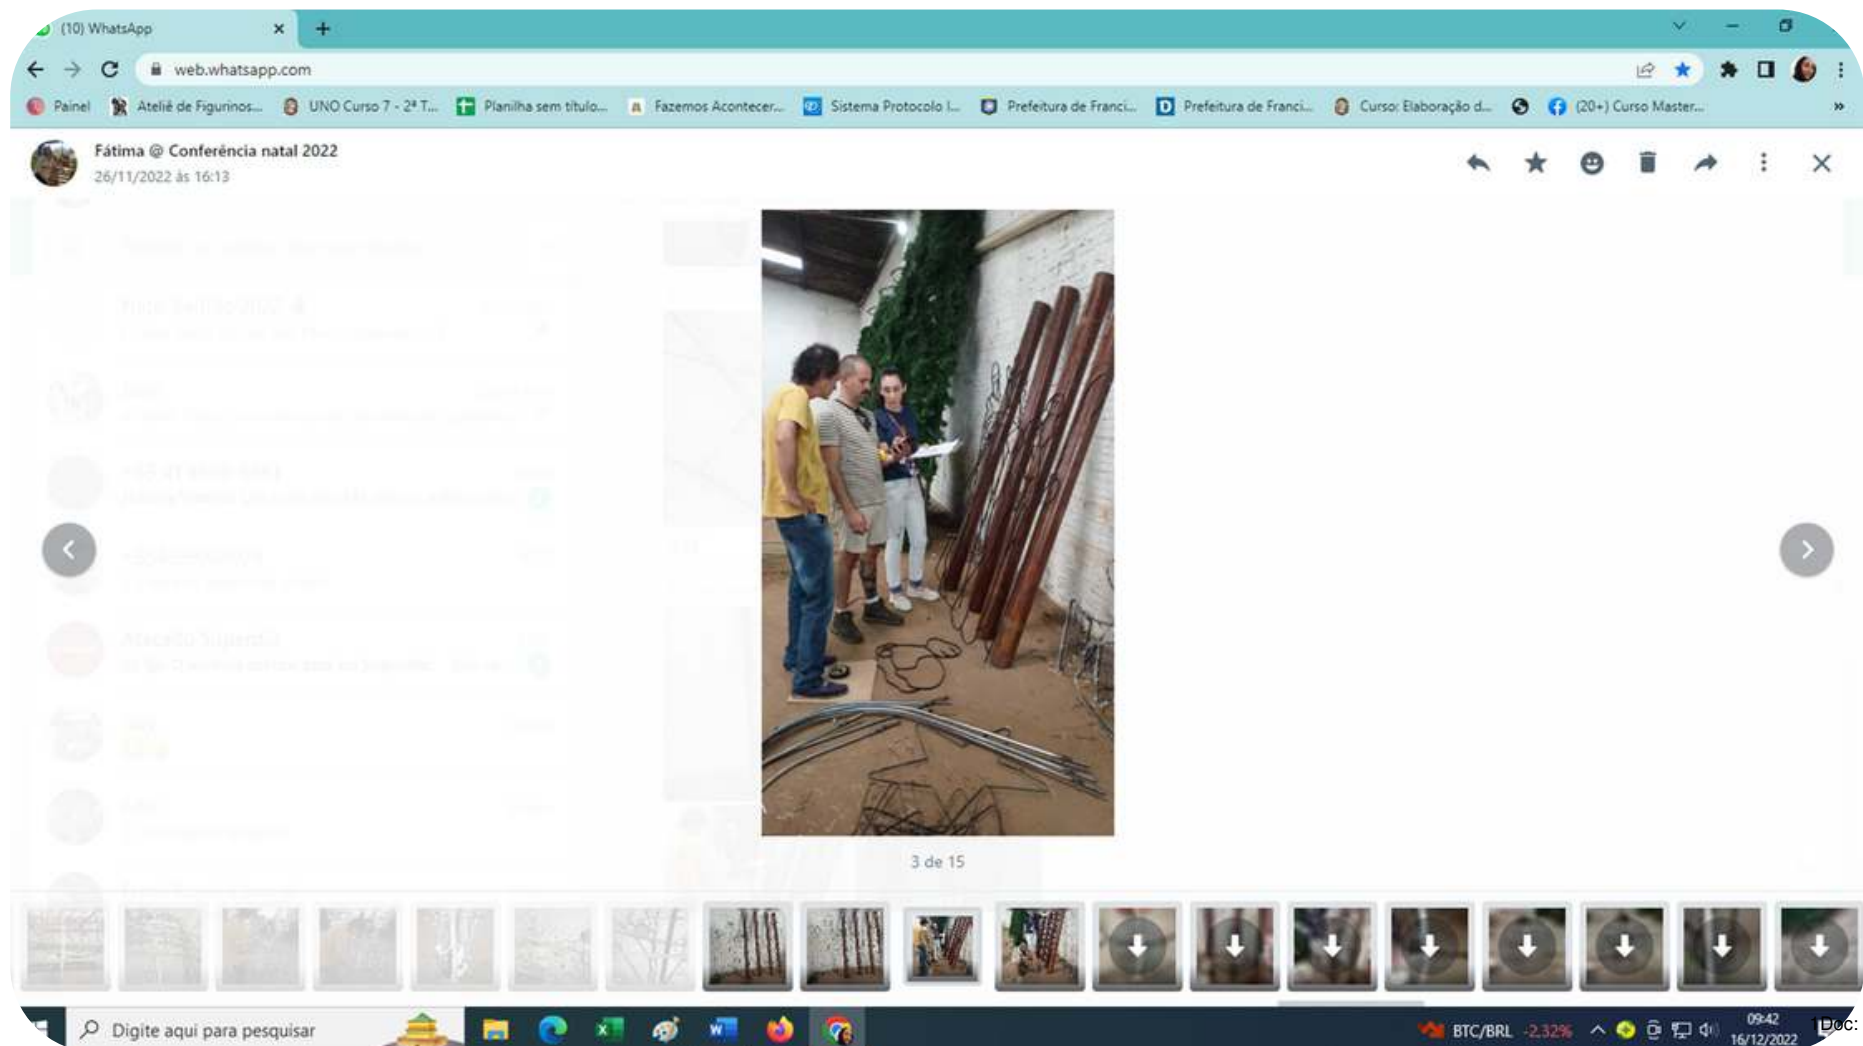 (10) WhatsApp
web.whatsapp.com
Painel
Ateliê de Figurinos...
UNO Curso 7 - 2ª T...
Planilha sem título...
Fazemos Acontecer...
Sistema Protocolo I...
Prefeitura de Franci...
Prefeitura de Franci...
Curso: Elaboração d...
(20+) Curso Master...
»
Fátima @ Conferência natal 2022
26/11/2022 às 16:13
3 de 15
Digite aqui para pesquisar
BTC/BRL -2.32%
09:42
16/12/2022
1Doc: